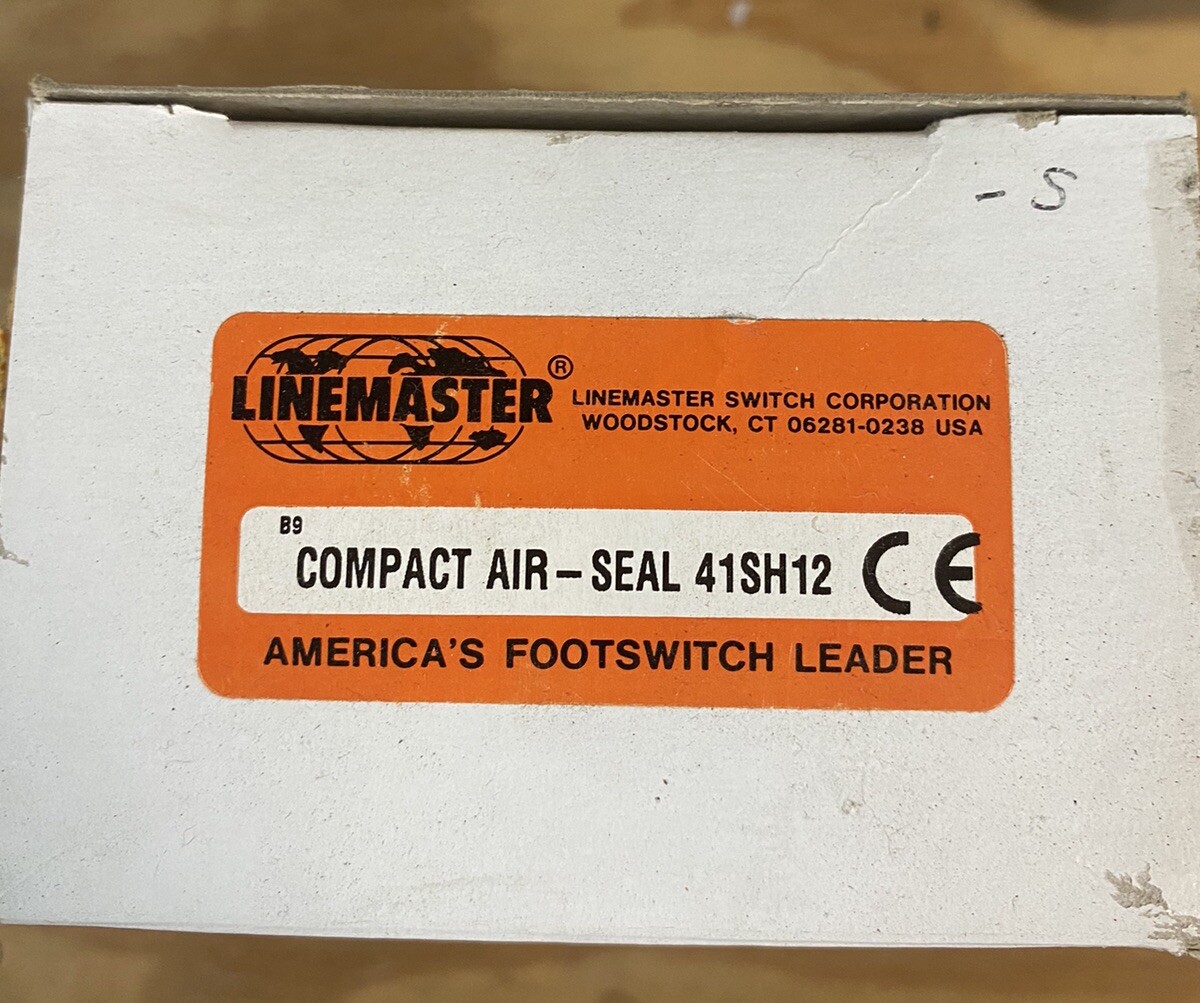 - S
LINEMASTER®
LINEMASTER SWITCH CORPORATION
WOODSTOCK, CT 06281-0238 USA
B9
COMPACT AIR-SEAL 41SH12 CE
AMERICA'S FOOTSWITCH LEADER